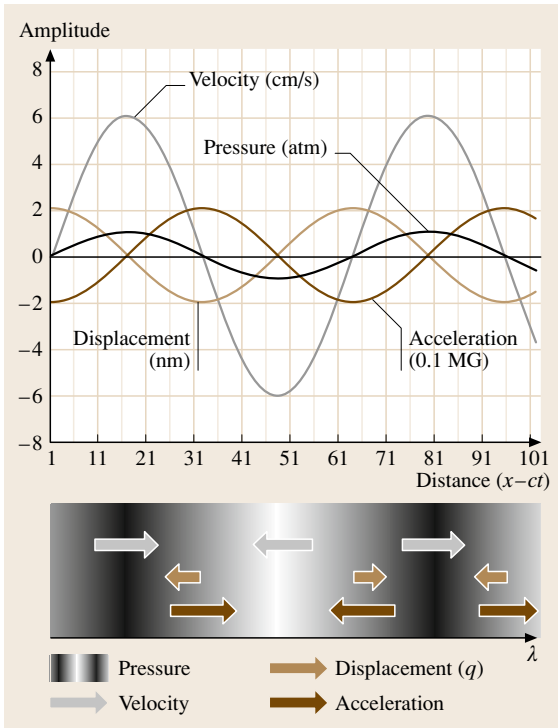 Amplitude
8
Velocity (cm/s)
6
Pressure (atm)
4
2
0
−2
Displacement
(nm)
Acceleration
(0.1 MG)
−4
−6
−8
1 11 21 31 41 51 61 71 81 91 101
Distance (x–ct)
λ
Pressure
Displacement (q)
Velocity
Acceleration